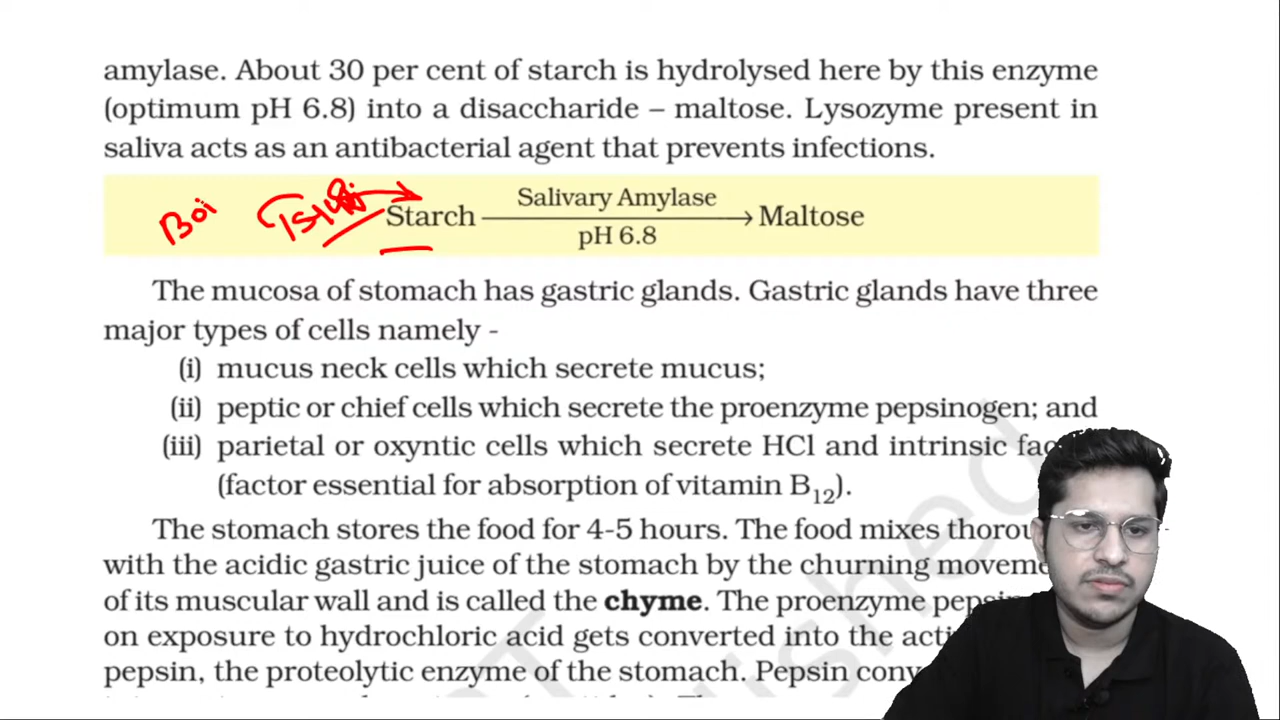 amylase. About 30 per cent of starch is hydrolysed here by this enzyme
(optimum pH 6.8) into a disaccharide – maltose. Lysozyme present in
saliva acts as an antibacterial agent that prevents infections.
Salivary Amylase
Boi Starch Maltose
pH 6.8
The mucosa of stomach has gastric glands. Gastric glands have three
major types of cells namely -
(i) mucus neck cells which secrete mucus;
(ii) peptic or chief cells which secrete the proenzyme pepsinogen; and
(iii) parietal or oxyntic cells which secrete HCl and intrinsic fac
(factor essential for absorption of vitamin B12).
The stomach stores the food for 4-5 hours. The food mixes thorou
with the acidic gastric juice of the stomach by the churning moveme
of its muscular wall and is called the chyme. The proenzyme peps
on exposure to hydrochloric acid gets converted into the acti
pepsin, the proteolytic enzyme of the stomach. Pepsin conv